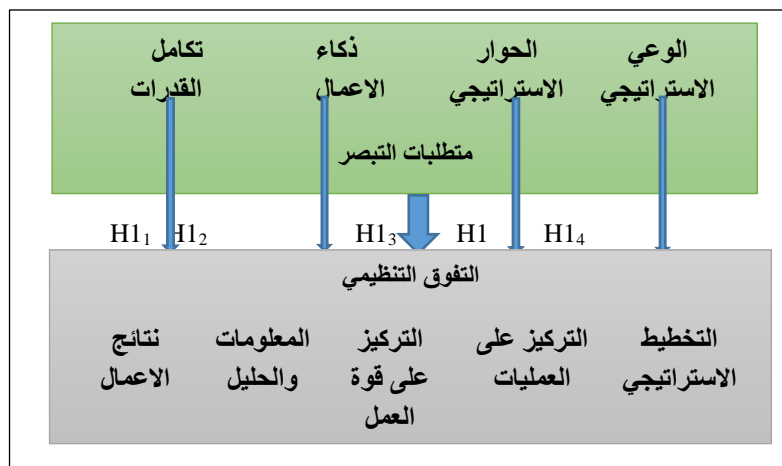 الوعي
الاستراتيجي
الحوار
الاستراتيجي
ذكاء
الاعمال
تكامل
القدرات
متطلبات التبصر
H1₁ H1₂ H1₃ H1 H1₄
التفوق التنظيمي
التخطيط
الاستراتيجي
التركيز على
العمليات
التركيز
على قوة
العمل
المعلومات
والحليل
نتائج
الاعمال